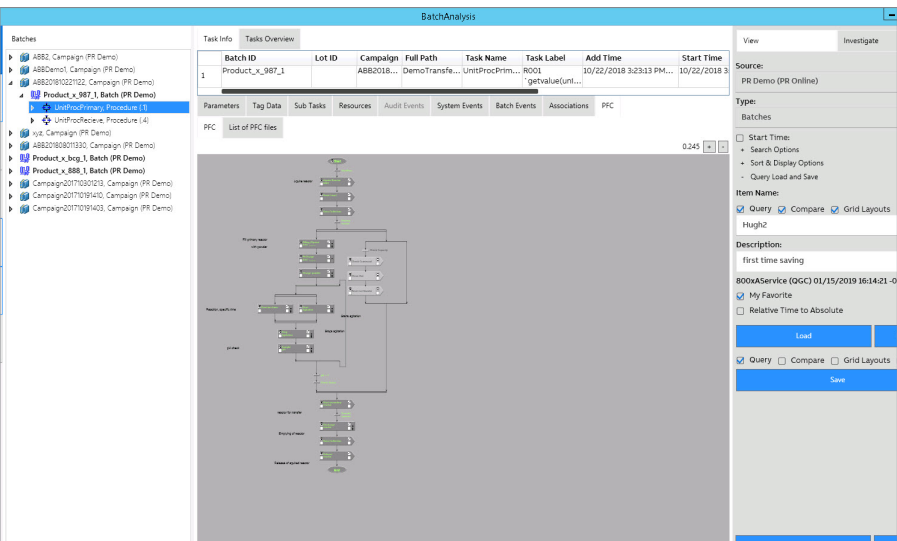 BatchAnalysis
Batches
ABB2, Campaign (PR Demo)
ABBDemo1, Campaign (PR Demo)
ABB201810221122, Campaign (PR Demo)
Product_x_987_1, Batch (PR Demo)
UnitProcPrimary, Procedure (.1)
UnitProcRecieve, Procedure (.4)
xyz, Campaign (PR Demo)
ABB201808011330, Campaign (PR Demo)
Product_x_bcg_1, Batch (PR Demo)
Product_x_888_1, Batch (PR Demo)
Campaign201710301213, Campaign (PR Demo)
Campaign201710191410, Campaign (PR Demo)
Campaign201710191403, Campaign (PR Demo)
Task Info Tasks Overview
Batch ID Lot ID Campaign Full Path Task Name Task Label Add Time Start Time
1 Product_x_987_1 ABB2018... DemoTransfe... UnitProcPrim... R001 10/22/2018 3:23:13 PM... 10/22/2018 3:
`getvalue(uni...
Parameters Tag Data Sub Tasks Resources Audit Events System Events Batch Events Associations PFC
PFC List of PFC files
0.245 + -
View Investigate
Source:
PR Demo (PR Online)
Type:
Batches
Start Time:
+ Search Options
+ Sort & Display Options
- Query Load and Save
Item Name:
Query Compare Grid Layouts
Hugh2
Description:
first time saving
800xAService (QGC) 01/15/2019 16:14:21 -0
My Favorite
Relative Time to Absolute
Load
Query Compare Grid Layouts
Save